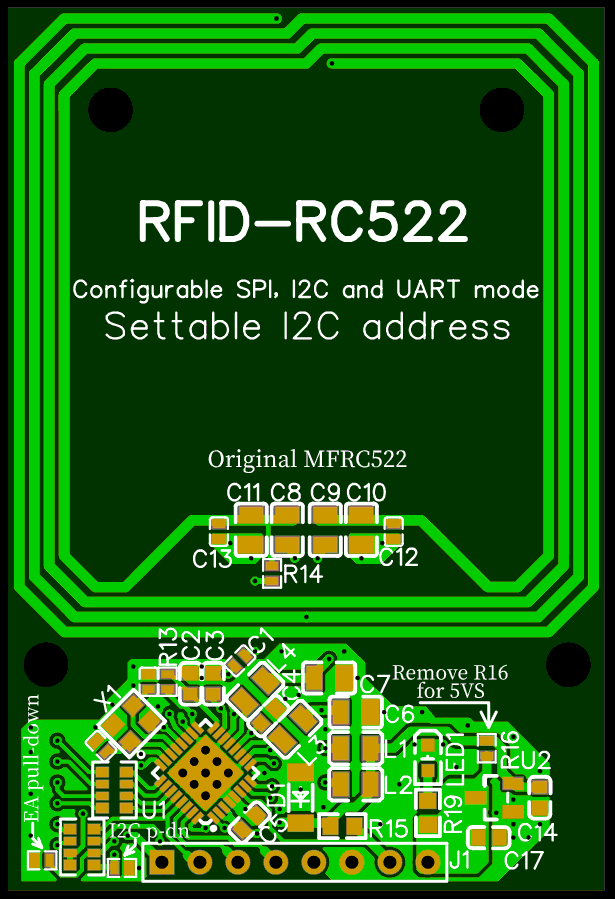 RFID-RC522
Configurable SPI, I2C and UART mode
Settable I2C address
Original MFRC522
C11 C8 C9 C10
C13
C12
R14
R13
C2
C3
C1
C4
C7
Remove R16
for 5VS
X1
C6
L1
LED1
R16
U2
L2
EA pull-down
U1
I2C p-dn
C5
D1
R15
R19
C14
C17
J1